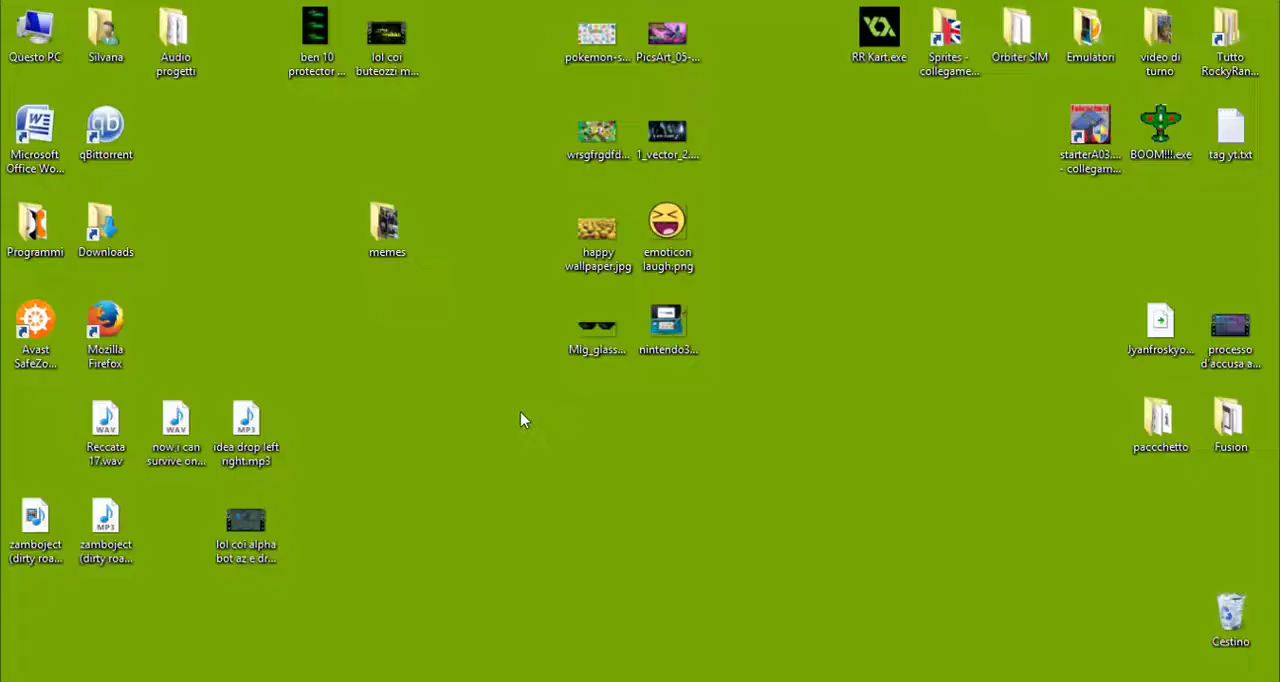 Questo PC
Silvana
Audio
progetti
ben 10
protector ...
lol coi
buteozzi m...
pokemon-s...
PicsArt_05-...
RR Kart.exe
Sprites -
collegame...
Orbiter SIM
Emulatori
video di
turno
Tutto
RockyRan...
Microsoft
Office Wo...
qBittorrent
wrsgfrgdfd...
1_vector_2....
starterA03....
- collegam...
BOOM!!!.exe
tag yt.txt
Programmi
Downloads
memes
happy
wallpaper.jpg
emoticon
laugh.png
Avast
SafeZo...
Mozilla
Firefox
Mlg_glass...
nintendo3...
Jyanfroskyo...
processo
d'accusa a...
WAV
Reccata
17.wav
WAV
now i can
survive on...
MP3
idea drop left
right.mp3
pacchetto
Fusion
zamboject
(dirty roa...
MP3
zamboject
(dirty roa...
lol coi alpha
bot az e dr...
Cestino